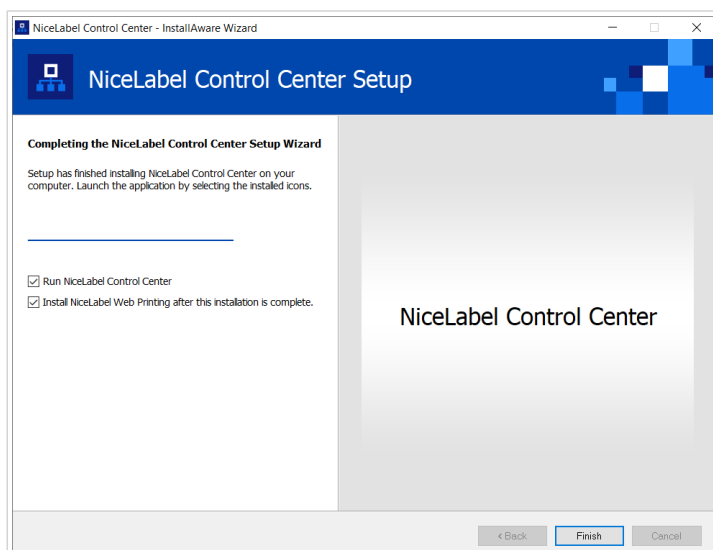 NiceLabel Control Center - InstallAware Wizard
NiceLabel Control Center Setup
Completing the NiceLabel Control Center Setup Wizard
Setup has finished installing NiceLabel Control Center on your
computer. Launch the application by selecting the installed icons.
Run NiceLabel Control Center
Install NiceLabel Web Printing after this installation is complete.
NiceLabel Control Center
< Back
Finish
Cancel